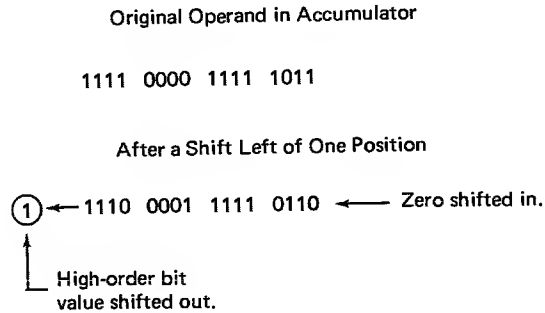 Original Operand in Accumulator
1111 0000 1111 1011
After a Shift Left of One Position
1 1110 0001 1111 0110 Zero shifted in.
High-order bit
value shifted out.